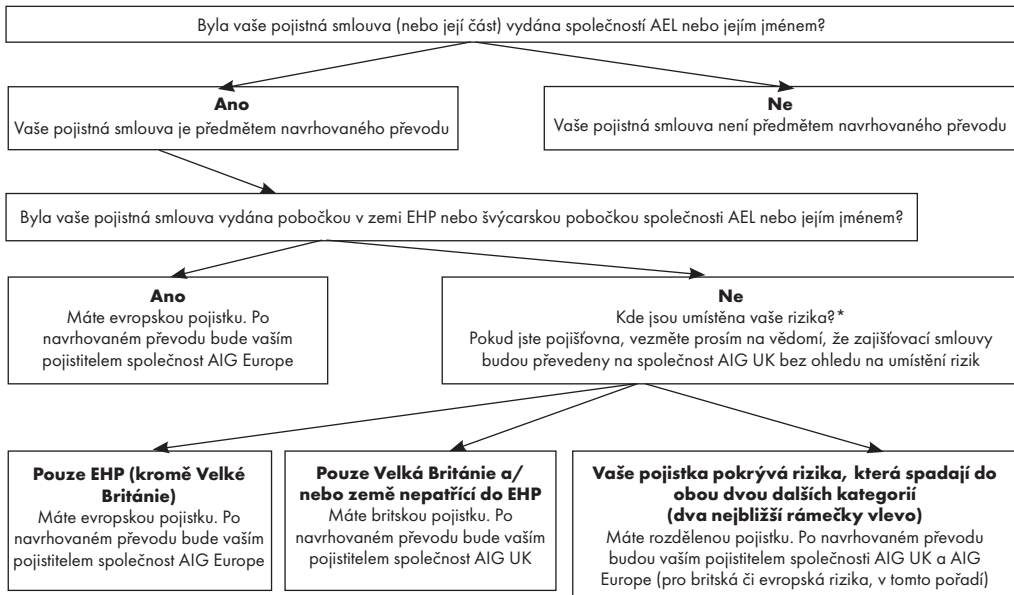 Byla vaše pojistná smlouva (nebo její část) vydána společností AEL nebo jejím jménem?
Ano
Vaše pojistná smlouva je předmětem navrhovaného převodu
Ne
Vaše pojistná smlouva není předmětem navrhovaného převodu
Byla vaše pojistná smlouva vydána pobočkou v zemi EHP nebo švýcarskou pobočkou společnosti AEL nebo jejím jménem?
Ano
Máte evropskou pojistku. Po
navrhovaném převodu bude vaším
pojistitelem společnost AIG Europe
Ne
Kde jsou umístěna vaše rizika?*
Pokud jste pojišťovna, vezměte prosím na vědomí, že zajišťovací smlouvy
budou převedeny na společnost AIG UK bez ohledu na umístění rizik
Pouze EHP (kromě Velké
Británie)
Máte evropskou pojistku. Po
navrhovaném převodu bude vaším
pojistitelem společnost AIG Europe
Pouze Velká Británie a/
nebo země nepatřící do EHP
Máte britskou pojistku. Po
navrhovaném převodu bude vaším
pojistitelem společnost AIG UK
Vaše pojistka pokrývá rizika, která spadají do
obou dvou dalších kategorií
(dva nejbližší rámečky vlevo)
Máte rozdělenou pojistku. Po navrhovaném převodu
budou vaším pojistitelem společnosti AIG UK a AIG
Europe (pro britská či evropská rizika, v tomto pořadí)